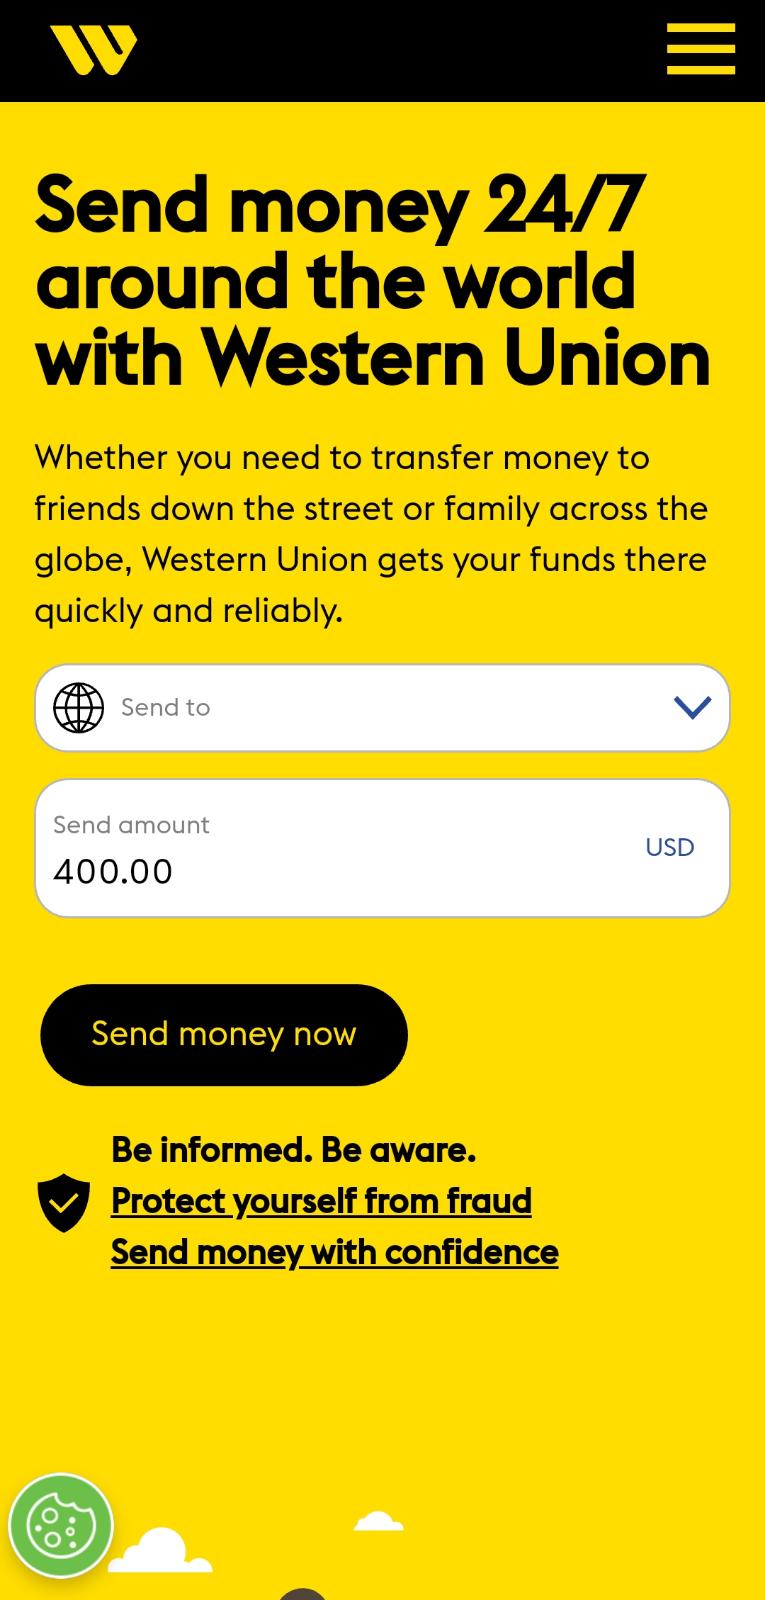 Send money 24/7
around the world
with Western Union
Whether you need to transfer money to
friends down the street or family across the
globe, Western Union gets your funds there
quickly and reliably.
Send to
Send amount
400.00
USD
Send money now
Be informed. Be aware.
Protect yourself from fraud
Send money with confidence